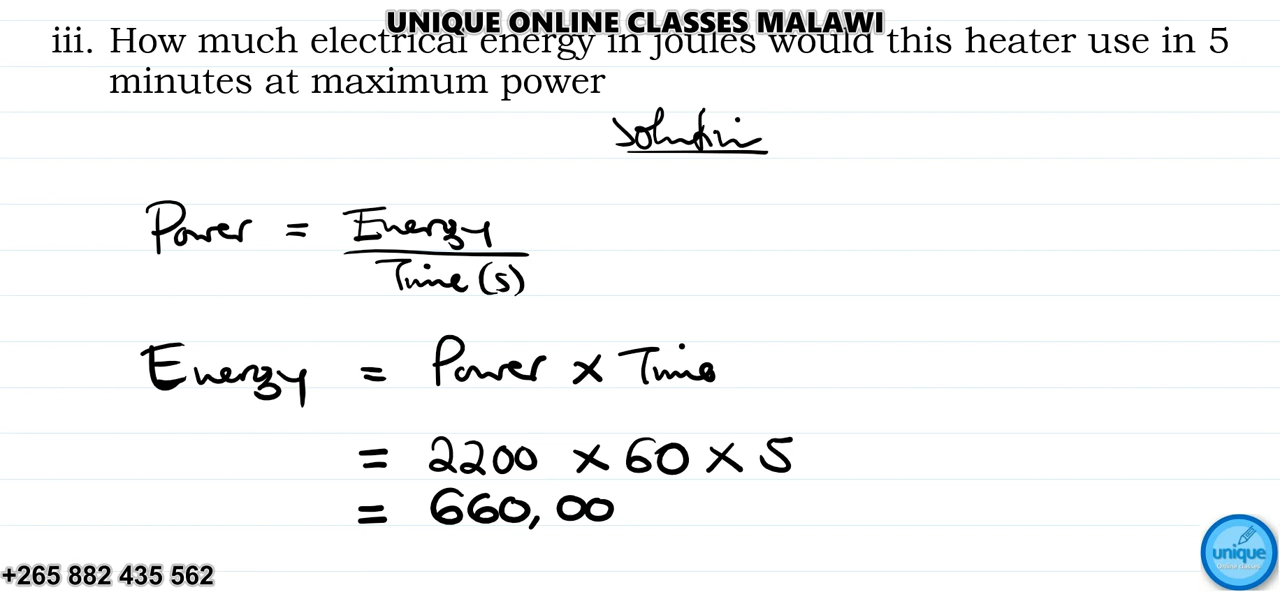 UNIQUE ONLINE CLASSES MALAWI
iii. How much electrical energy in joules would this heater use in 5
minutes at maximum power
Solution
Power = Energy
Time (s)
Energy = Power × Time
= 2200 × 60 × 5
= 660,00
unique
Online classes
+265 882 435 562